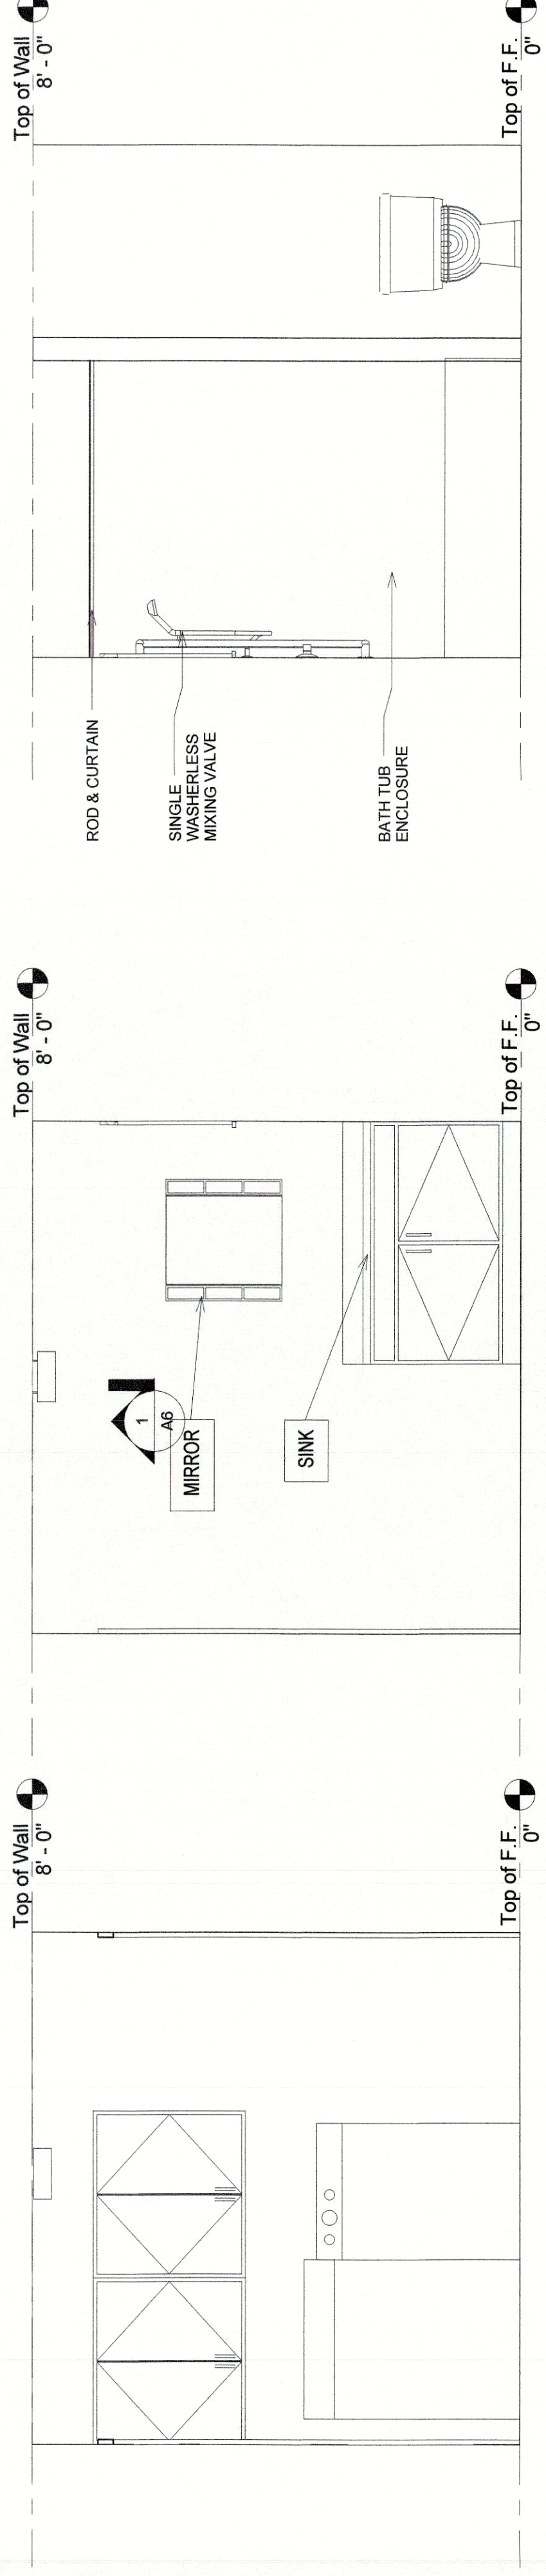 Top of Wall
8' - 0"
Top of F.F.
0"
Top of Wall
8' - 0"
1
A6
MIRROR
SINK
Top of F.F.
0"
Top of Wall
8' - 0"
ROD & CURTAIN
SINGLE
WASHERLESS
MIXING VALVE
BATH TUB
ENCLOSURE
Top of F.F.
0"